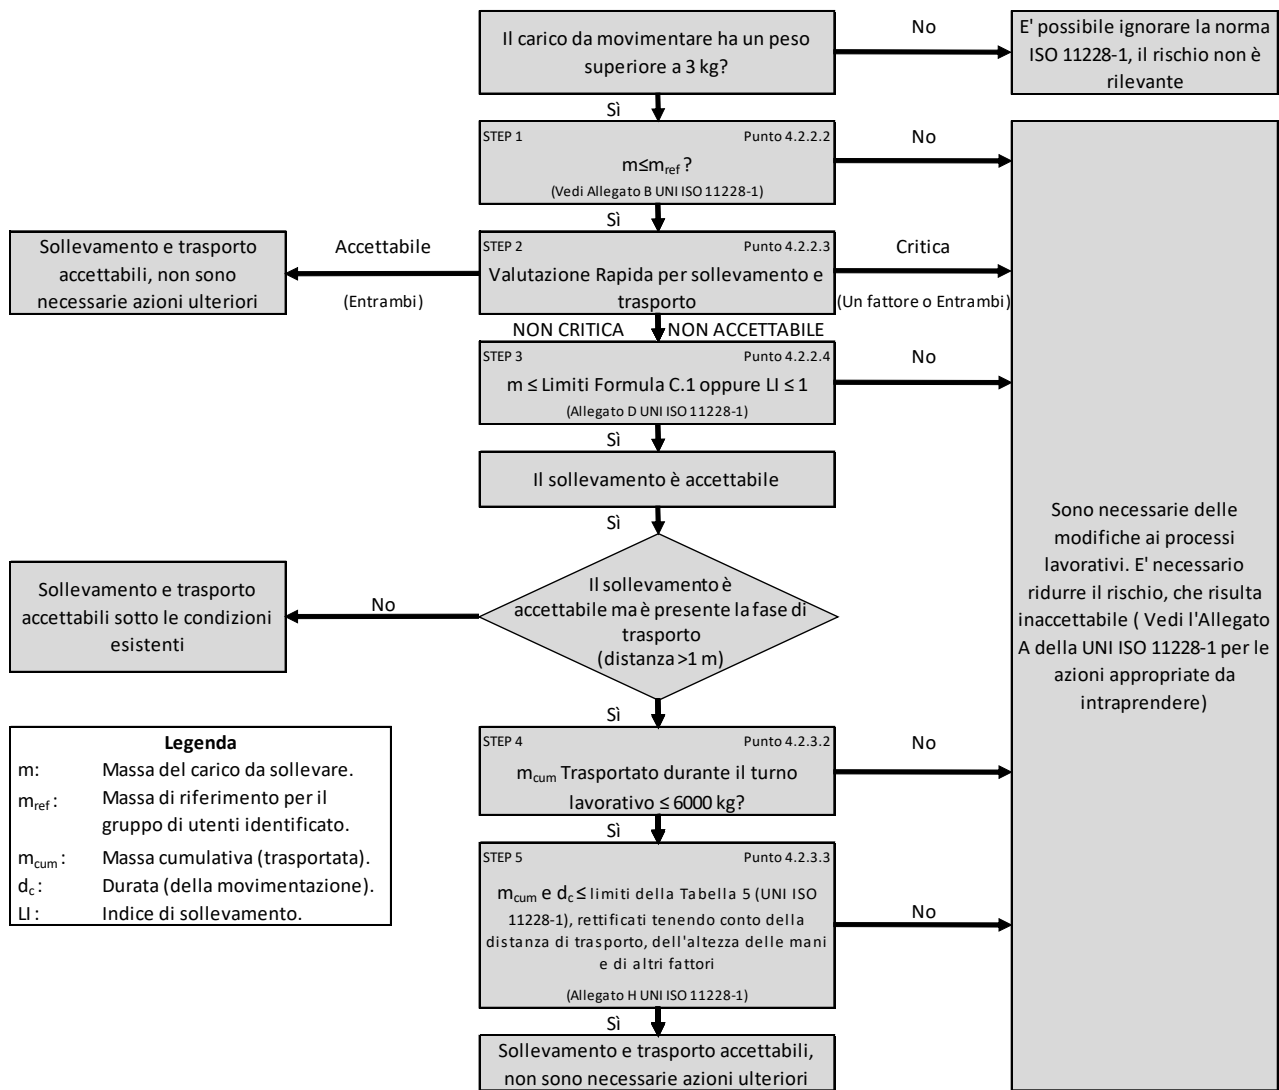 Il carico da movimentare ha un peso
superiore a 3 kg?
No
E' possibile ignorare la norma
ISO 11228-1, il rischio non è
rilevante
Sì
STEP 1
Punto 4.2.2.2
m≤mref ?
(Vedi Allegato B UNI ISO 11228-1)
No
Sì
Sollevamento e trasporto
accettabili, non sono
necessarie azioni ulteriori
Accettabile
(Entrambi)
STEP 2
Punto 4.2.2.3
Valutazione Rapida per sollevamento e
trasporto
Critica
(Un fattore o Entrambi)
NON CRITICA
NON ACCETTABILE
STEP 3
Punto 4.2.2.4
m ≤ Limiti Formula C.1 oppure LI ≤ 1
(Allegato D UNI ISO 11228-1)
No
Sì
Il sollevamento è accettabile
Sì
Sono necessarie delle
modifiche ai processi
lavorativi. E' necessario
ridurre il rischio, che risulta
inaccettabile ( Vedi l'Allegato
A della UNI ISO 11228-1 per le
azioni appropriate da
intraprendere)
Sollevamento e trasporto
accettabili sotto le condizioni
esistenti
No
Il sollevamento è
accettabile ma è presente la fase di
trasporto
(distanza >1 m)
Sì
STEP 4
Punto 4.2.3.2
mcum Trasportato durante il turno
lavorativo ≤ 6000 kg?
No
Sì
Legenda
m: Massa del carico da sollevare.
mref : Massa di riferimento per il
gruppo di utenti identificato.
mcum : Massa cumulativa (trasportata).
dc : Durata (della movimentazione).
LI : Indice di sollevamento.
STEP 5
Punto 4.2.3.3
mcum e dc ≤ limiti della Tabella 5 (UNI ISO
11228-1), rettificati tenendo conto della
distanza di trasporto, dell'altezza delle mani
e di altri fattori
(Allegato H UNI ISO 11228-1)
No
Sì
Sollevamento e trasporto accettabili,
non sono necessarie azioni ulteriori